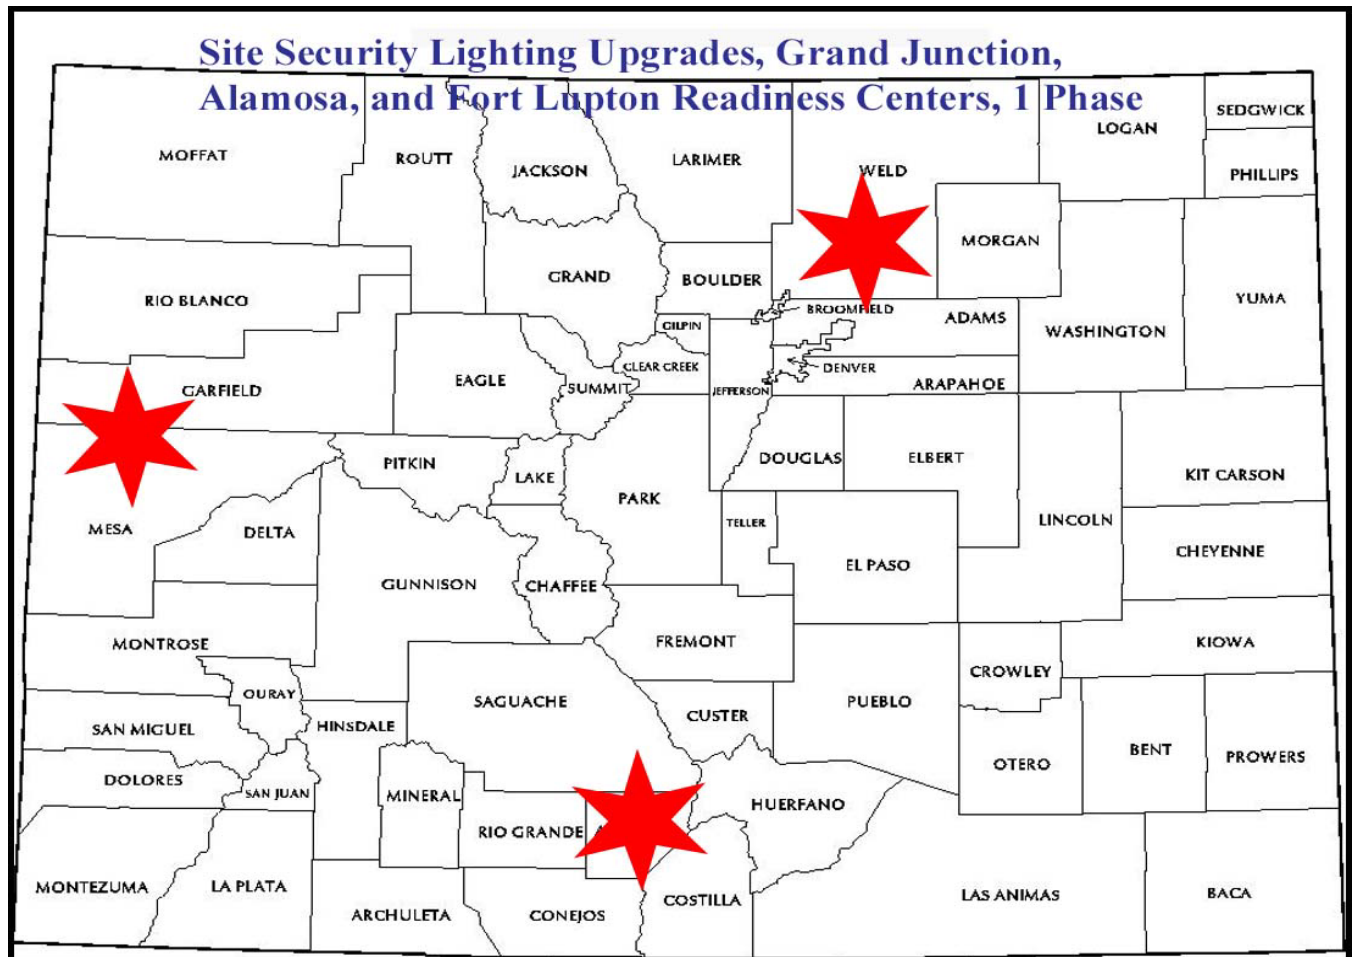 Site Security Lighting Upgrades, Grand Junction,
Alamosa, and Fort Lupton Readiness Centers, 1 Phase
SEDGWICK
LOGAN
MOFFAT
ROUTT
LARIMER
JACKSON
WELD
PHILLIPS
MORGAN
GRAND
BOULDER
RIO BLANCO
YUMA
BROOMFIELD
ADAMS
GILPIN
WASHINGTON
CLEAR CREEK
DENVER
EAGLE
SUMMIT
JEFFERSON
ARAPAHOE
GARFIELD
PITKIN
LAKE
DOUGLAS
ELBERT
KIT CARSON
PARK
TELLER
LINCOLN
MESA
DELTA
CHEYENNE
EL PASO
GUNNISON
CHAFFEE
MONTROSE
FREMONT
KIOWA
CROWLEY
OURAY
SAGUACHE
PUEBLO
CUSTER
SAN MIGUEL
HINSDALE
BENT
PROWERS
OTERO
DOLORES
SAN JUAN
MINERAL
HUERFANO
RIO GRANDE
MONTEZUMA
LA PLATA
LAS ANIMAS
BACA
COSTILLA
ARCHULETA
CONEJOS